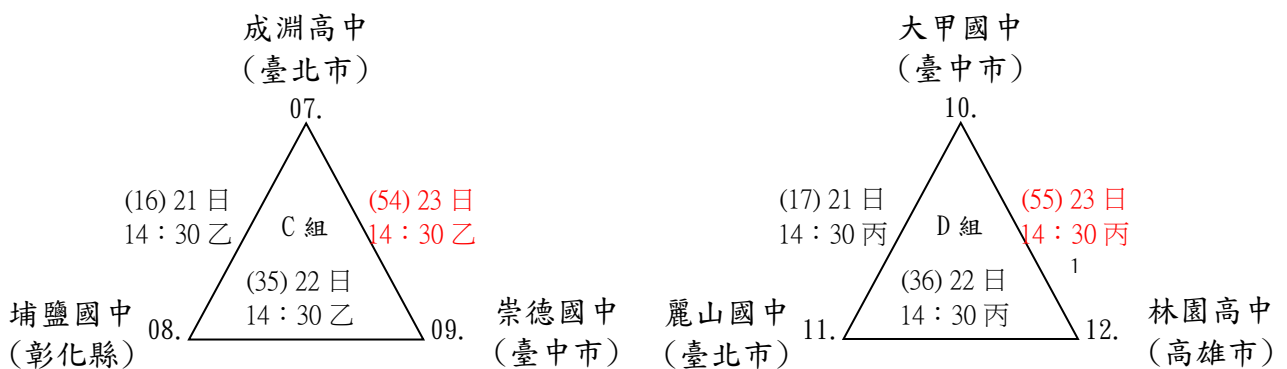 成淵高中
(臺北市)
07.
(16) 21 日
14：30 乙
(54) 23 日
14：30 乙
C 組
(35) 22 日
14：30 乙
埔鹽國中
(彰化縣)
08.
09.
崇德國中
(臺中市)
大甲國中
(臺中市)
10.
(17) 21 日
14：30 丙
(55) 23 日
14：30 丙
D 組
1
(36) 22 日
14：30 丙
麗山國中
(臺北市)
11.
12.
林園高中
(高雄市)